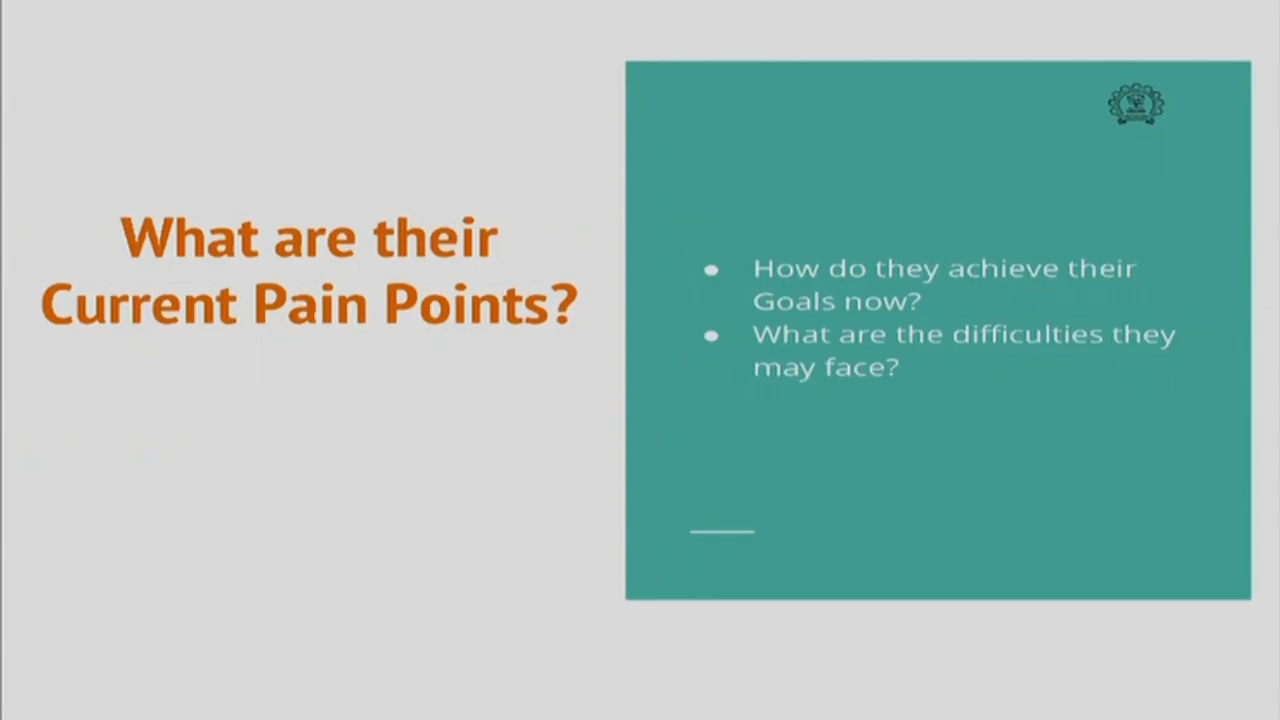 What are their
Current Pain Points?
● How do they achieve their
Goals now?
● What are the difficulties they
may face?